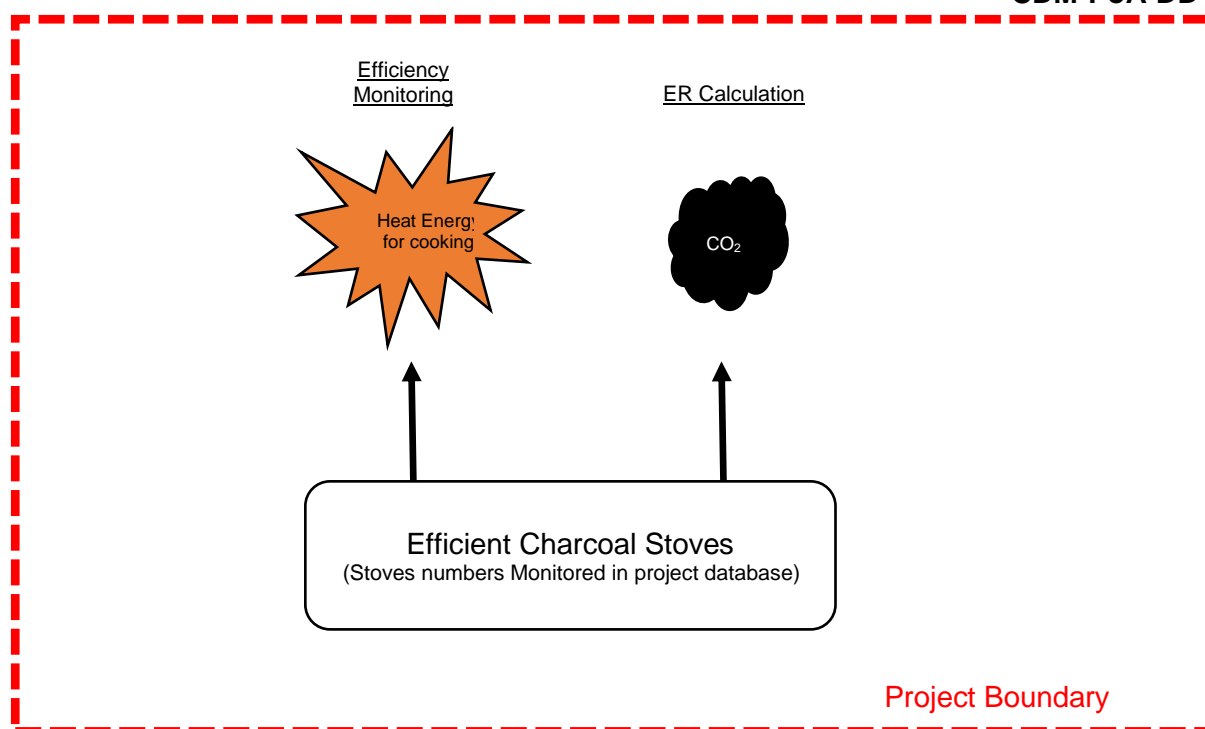 Efficiency
Monitoring
ER Calculation
Heat Energy
for cooking
CO₂
Efficient Charcoal Stoves
(Stoves numbers Monitored in project database)
Project Boundary